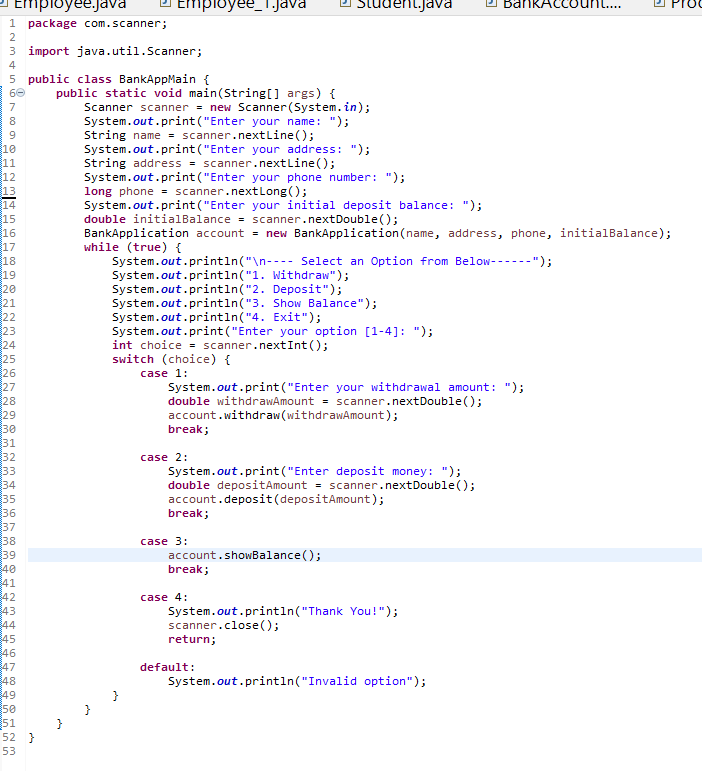 Employee.java Employee_1.java Student.java BankAccount....
1 package com.scanner;
2
3 import java.util.Scanner;
4
5 public class BankAppMain {
6     public static void main(String[] args) {
7         Scanner scanner = new Scanner(System.in);
8         System.out.print("Enter your name: ");
9         String name = scanner.nextLine();
10         System.out.print("Enter your address: ");
11         String address = scanner.nextLine();
12         System.out.print("Enter your phone number: ");
13         long phone = scanner.nextLong();
14         System.out.print("Enter your initial deposit balance: ");
15         double initialBalance = scanner.nextDouble();
16         BankApplication account = new BankApplication(name, address, phone, initialBalance);
17         while (true) {
18             System.out.println("\n---- Select an Option from Below------");
19             System.out.println("1. Withdraw");
20             System.out.println("2. Deposit");
21             System.out.println("3. Show Balance");
22             System.out.println("4. Exit");
23             System.out.print("Enter your option [1-4]: ");
24             int choice = scanner.nextInt();
25             switch (choice) {
26                 case 1:
27                     System.out.print("Enter your withdrawal amount: ");
28                     double withdrawAmount = scanner.nextDouble();
29                     account.withdraw(withdrawAmount);
30                     break;
31
32                 case 2:
33                     System.out.print("Enter deposit money: ");
34                     double depositAmount = scanner.nextDouble();
35                     account.deposit(depositAmount);
36                     break;
37
38                 case 3:
39                     account.showBalance();
40                     break;
41
42                 case 4:
43                     System.out.println("Thank You!");
44                     scanner.close();
45                     return;
46
47                 default:
48                     System.out.println("Invalid option");
49             }
50         }
51     }
52 }
53